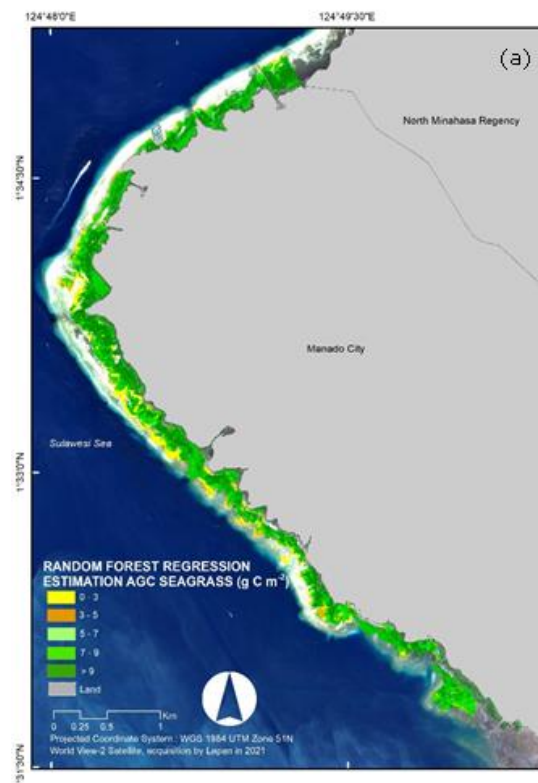 124°48'0"E
124°49'30"E
(a)
North Minahasa Regency
1°34'30"N
Manado City
Sulawesi Sea
1°33'0"N
RANDOM FOREST REGRESSION
ESTIMATION AGC SEAGRASS (g C m⁻²)
0 - 3
3 - 5
5 - 7
7 - 9
> 9
Land
Km
0 0.25 0.5 1
Projected Coordinate System : WGS 1984 UTM Zone 51N
World View-2 Satellite, acquisition by Lapan in 2021